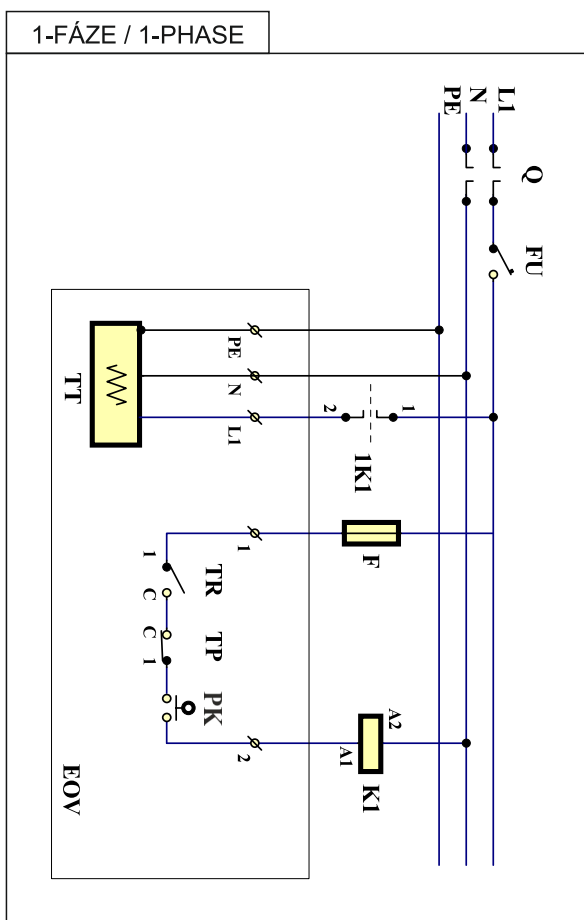 1-FÁZE / 1-PHASE
L1
N
PE
Q
FU
PE
N
L1
TT
2
1
1K1
1
F
1
C
TR
C
1
TP
PK
2
A2
A1
K1
EOV